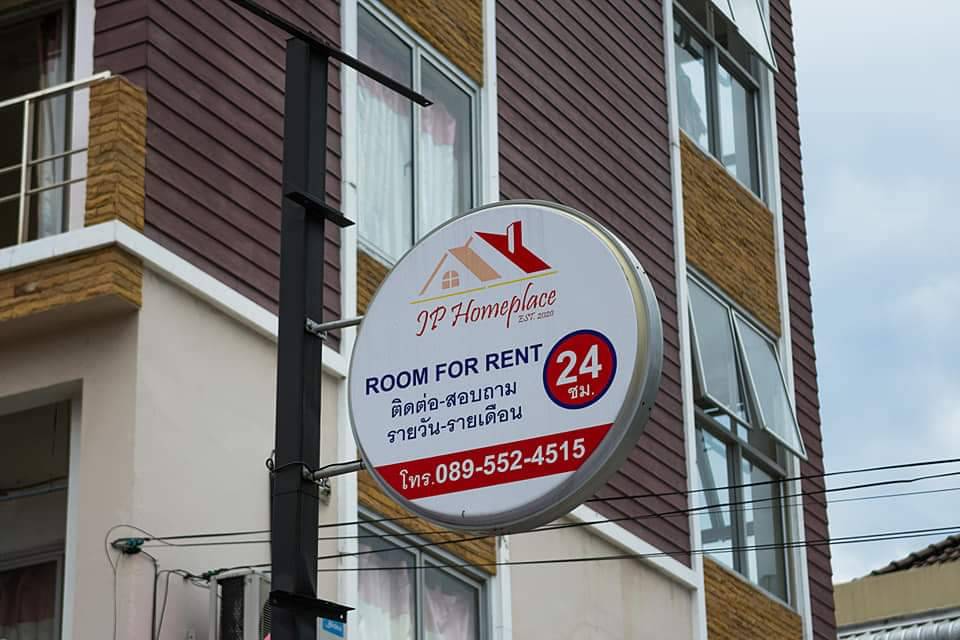 JP Homeplace
EST. 2020
ROOM FOR RENT
24
ชม.
ติดต่อ-สอบถาม
รายวัน-รายเดือน
โทร.089-552-4515